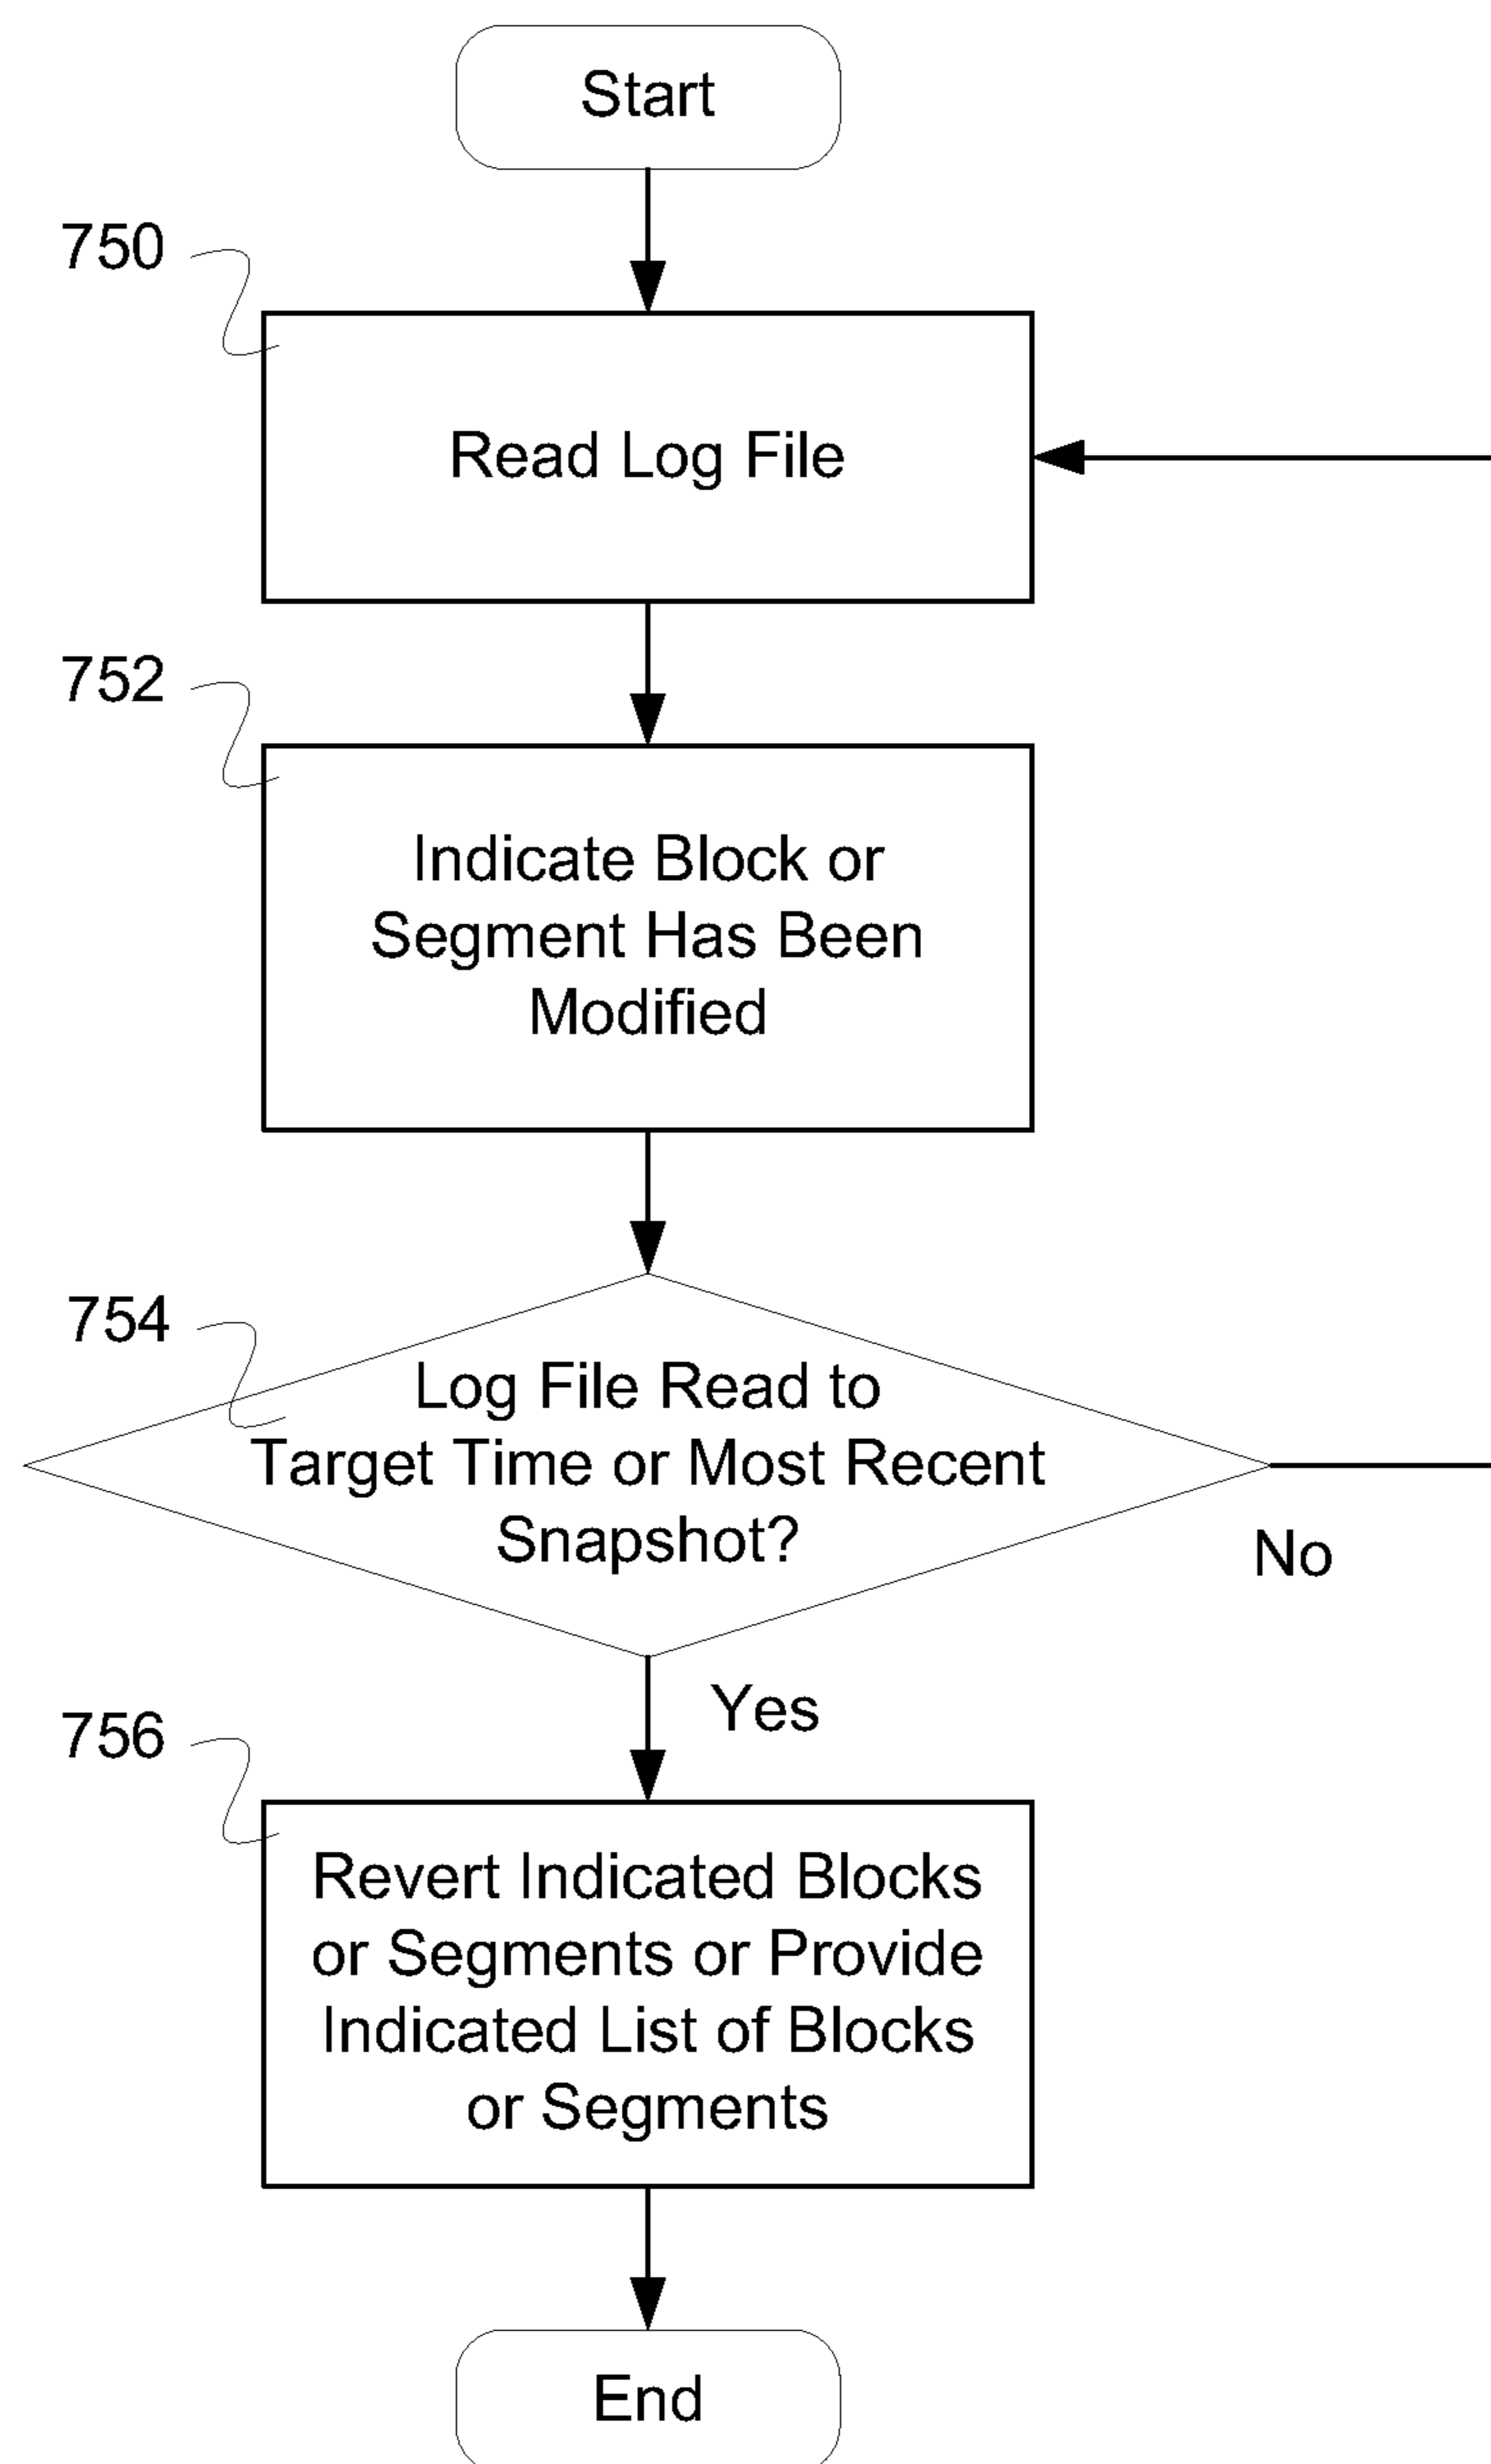 Start
750
Read Log File
752
Indicate Block or
Segment Has Been
Modified
754
Log File Read to
Target Time or Most Recent
Snapshot?
No
Yes
756
Revert Indicated Blocks
or Segments or Provide
Indicated List of Blocks
or Segments
End